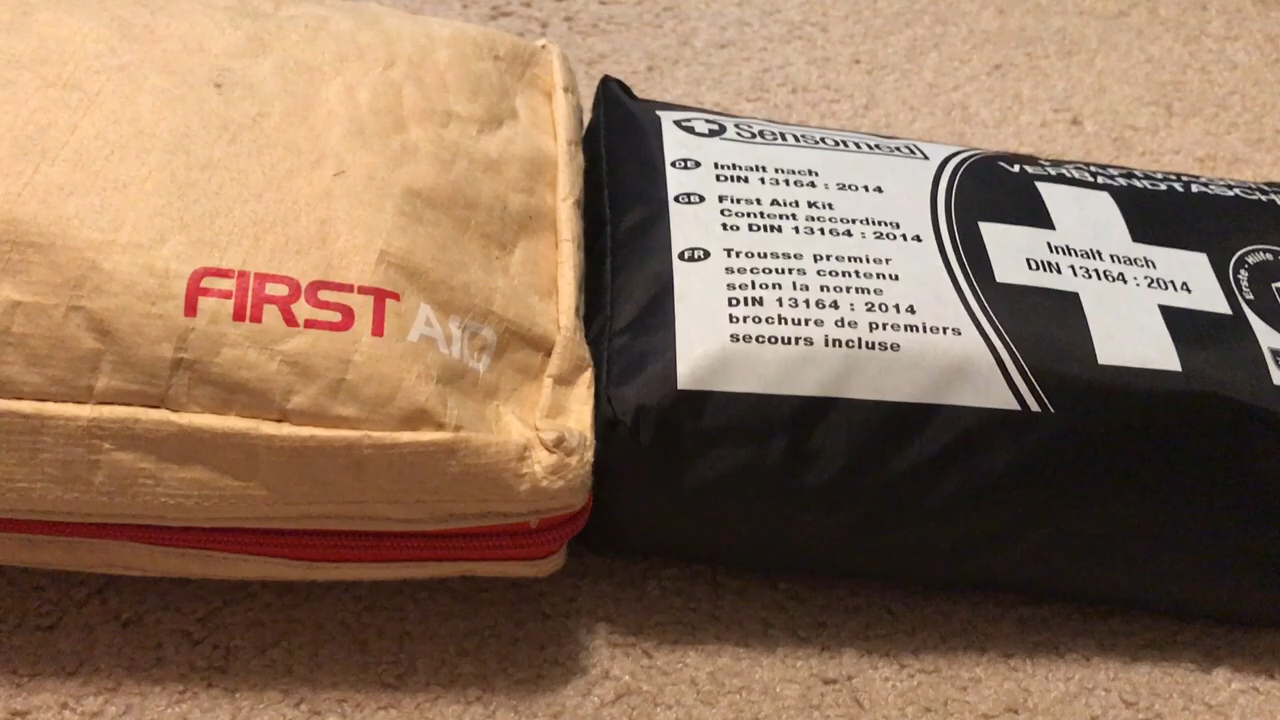 FIRST AID
Sensomed
DE Inhalt nach
DIN 13164 : 2014
GB First Aid Kit
Content according
to DIN 13164 : 2014
FR Trousse premier
secours contenu
selon la norme
DIN 13164 : 2014
brochure de premiers
secours incluse
Inhalt nach
DIN 13164 : 2014
Erste - Hilfe